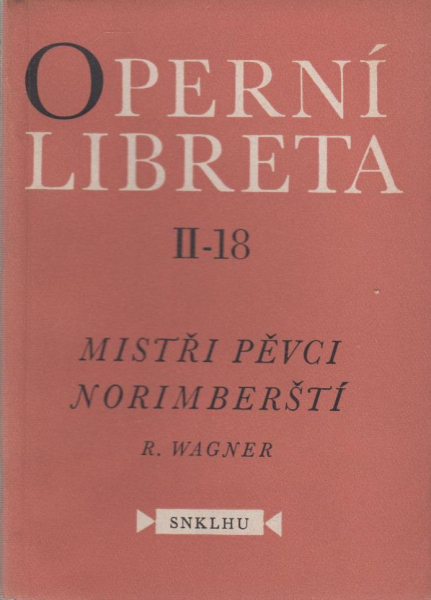 OPERNÍ
LIBRETA
II-18
MISTŘI PĚVCI
NORIMBERŠTÍ
R. WAGNER
SNKLHU